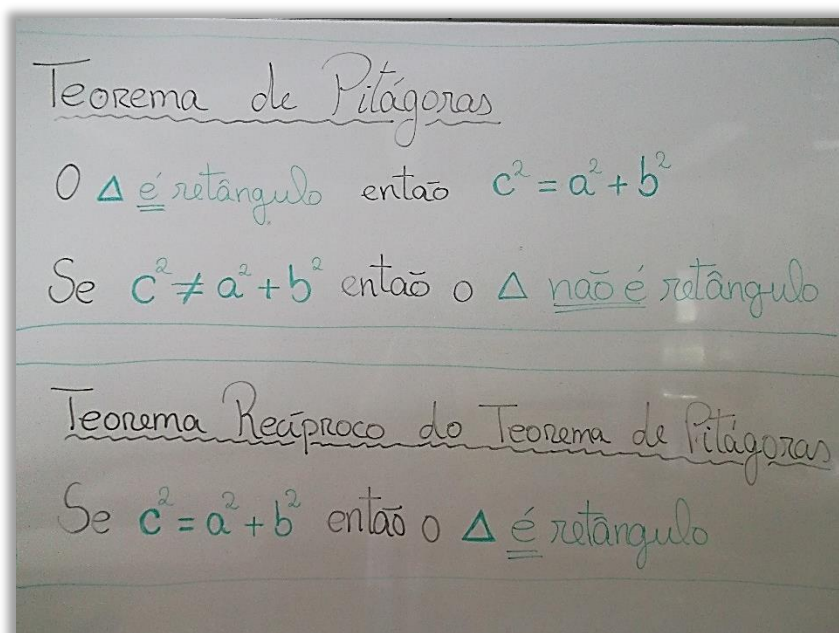 Teorema de Pitágoras
O △ é retângulo então c² = a² + b²
Se c² ≠ a² + b² então o △ não é retângulo
Teorema Recíproco do Teorema de Pitágoras
Se c² = a² + b² então o △ é retângulo